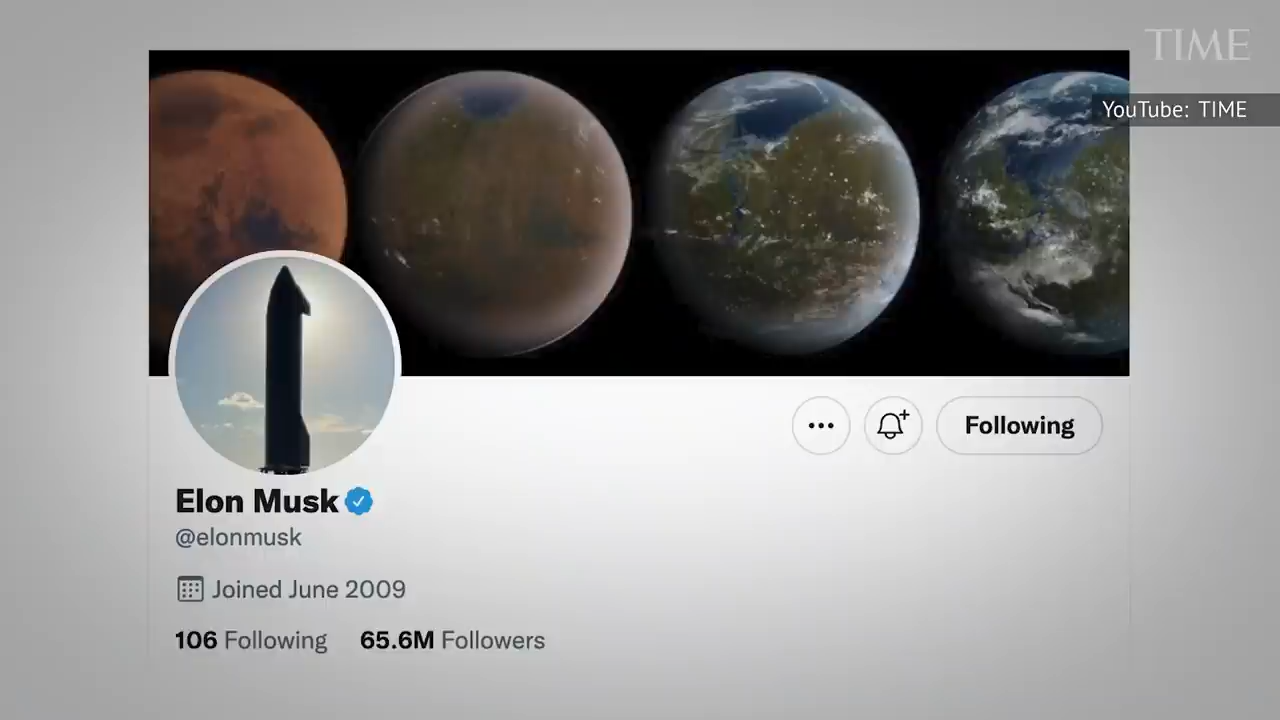 TIME
YouTube: TIME
Following
Elon Musk
@elonmusk
Joined June 2009
106 Following 65.6M Followers